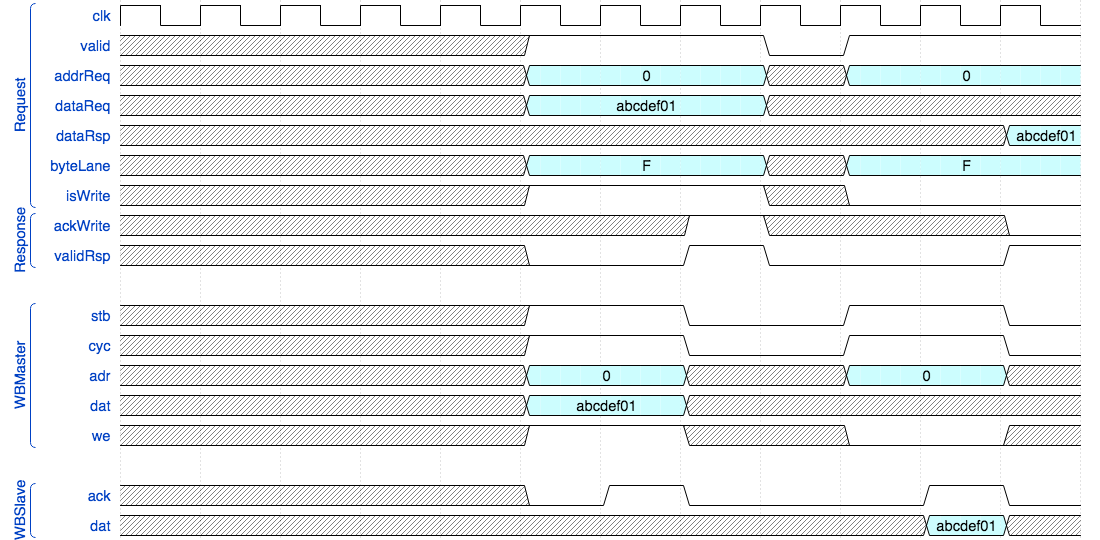 Request
clk
valid
addrReq 0 0
dataReq abcdef01
dataRsp abcdef01
byteLane F F
isWrite
Response
ackWrite
validRsp
WBMaster
stb
cyc
adr 0 0
dat abcdef01
we
WBSlave
ack
dat abcdef01